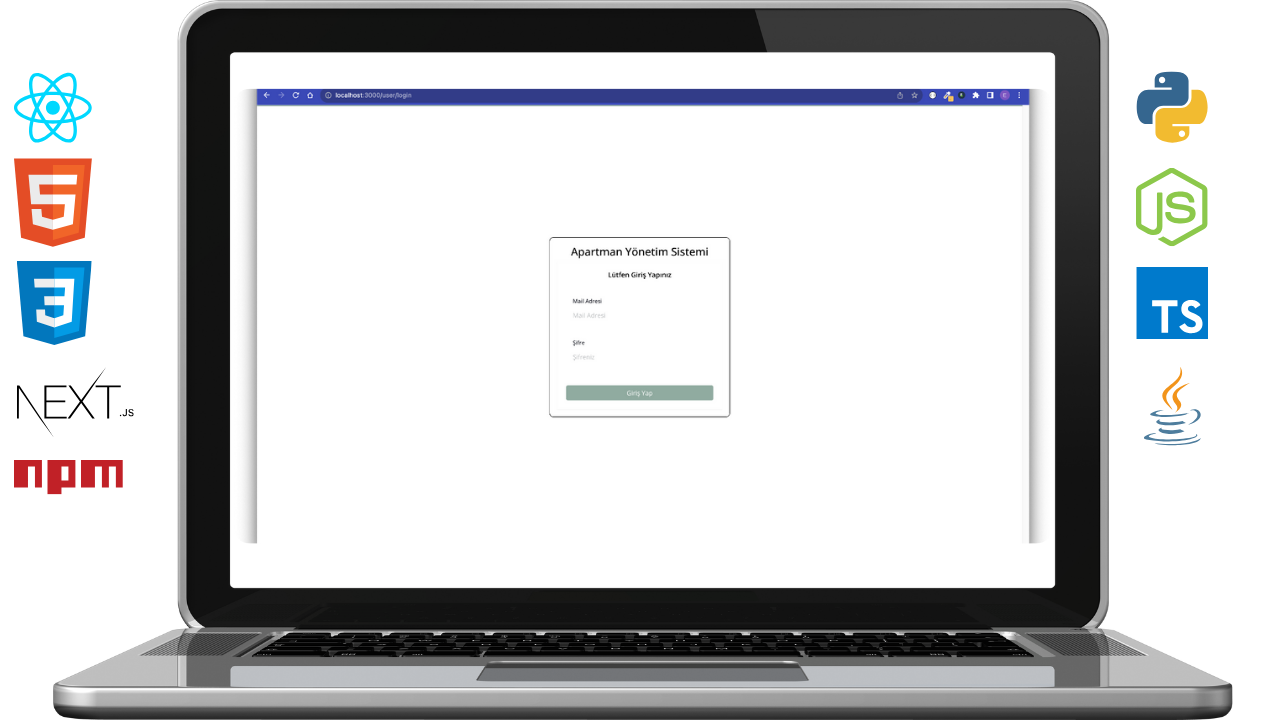 localhost:3000/user/login
Apartman Yönetim Sistemi
Lütfen Giriş Yapınız
Mail Adresi
Mail Adresi
Şifre
Şifreniz
Giriş Yap
5
3
NEXT.JS
npm
JS
TS